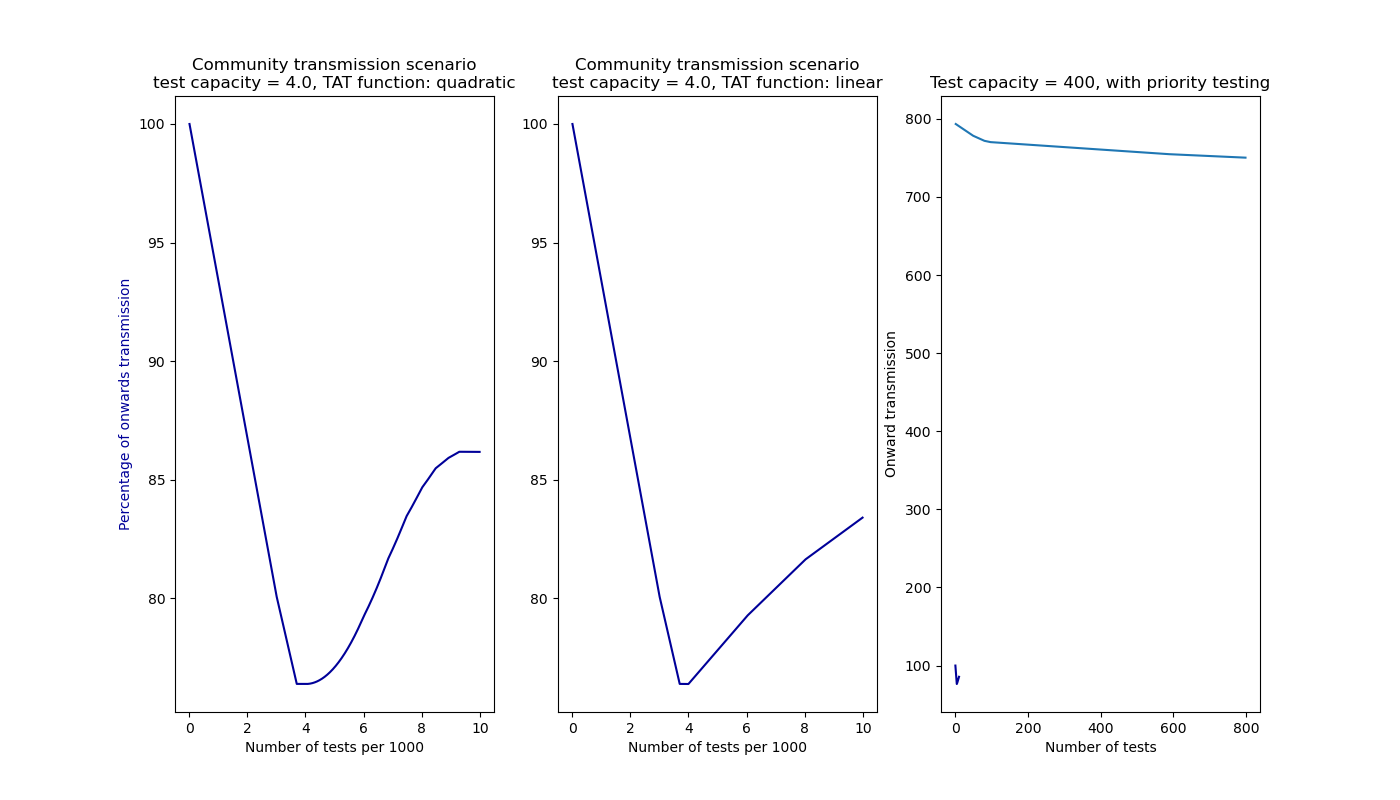 Community transmission scenario
test capacity = 4.0, TAT function: quadratic
100
95
90
85
80
Percentage of onwards transmission
0 2 4 6 8 10
Number of tests per 1000
Community transmission scenario
test capacity = 4.0, TAT function: linear
100
95
90
85
80
0 2 4 6 8 10
Number of tests per 1000
Test capacity = 400, with priority testing
800
700
600
500
400
300
200
100
Onward transmission
0 200 400 600 800
Number of tests